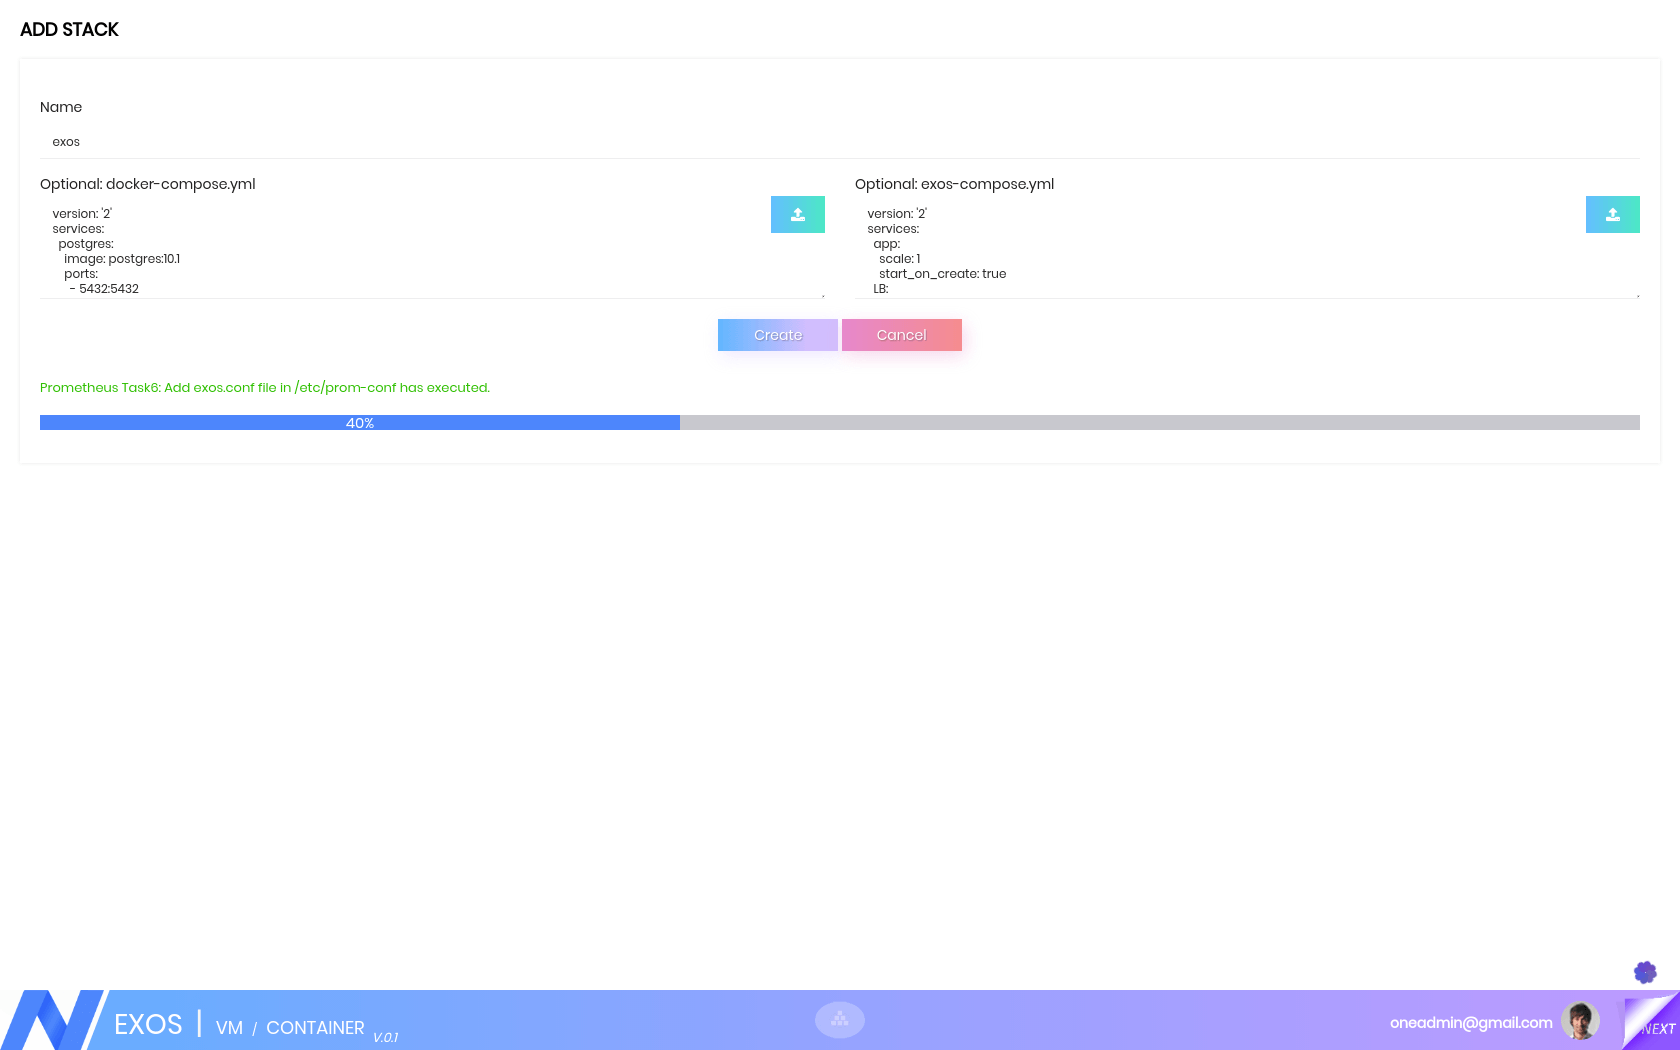 ADD STACK
Name
exos
Optional: docker-compose.yml
version: '2'
services:
  postgres:
    image: postgres:10.1
    ports:
      - 5432:5432
Optional: exos-compose.yml
version: '2'
services:
  app:
    scale: 1
    start_on_create: true
  LB:
Create
Cancel
Prometheus Task6: Add exos.conf file in /etc/prom-conf has executed.
40%
EXOS | VM / CONTAINER V.0.1
oneadmin@gmail.com
NEXT